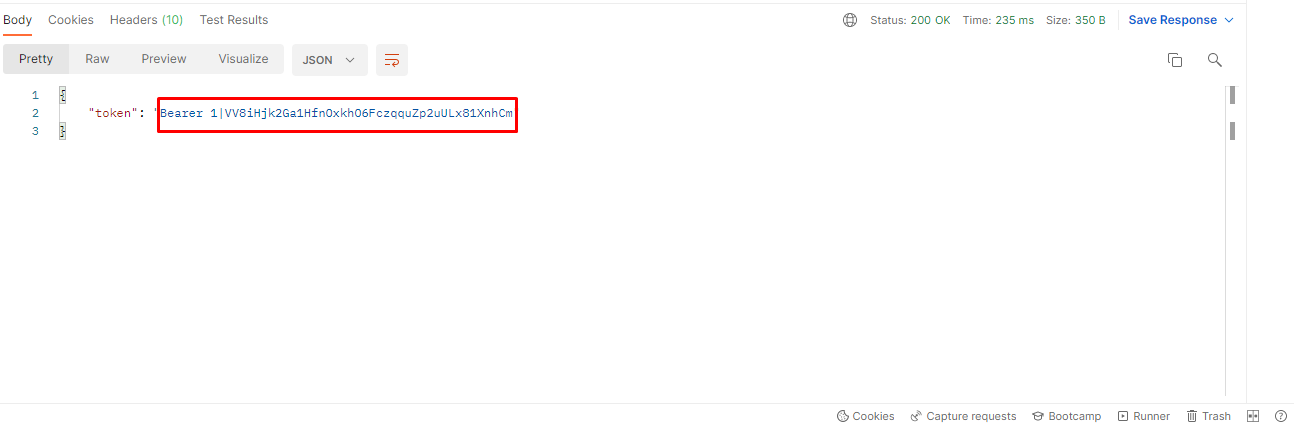 Body Cookies Headers (10) Test Results Status: 200 OK Time: 235 ms Size: 350 B Save Response
Pretty Raw Preview Visualize JSON
1 {
2 "token": "Bearer 1|VV8iHjk2Ga1HfnOxkhO6FczqquZp2uULx81XnhCm
3 }
Cookies Capture requests Bootcamp Runner Trash